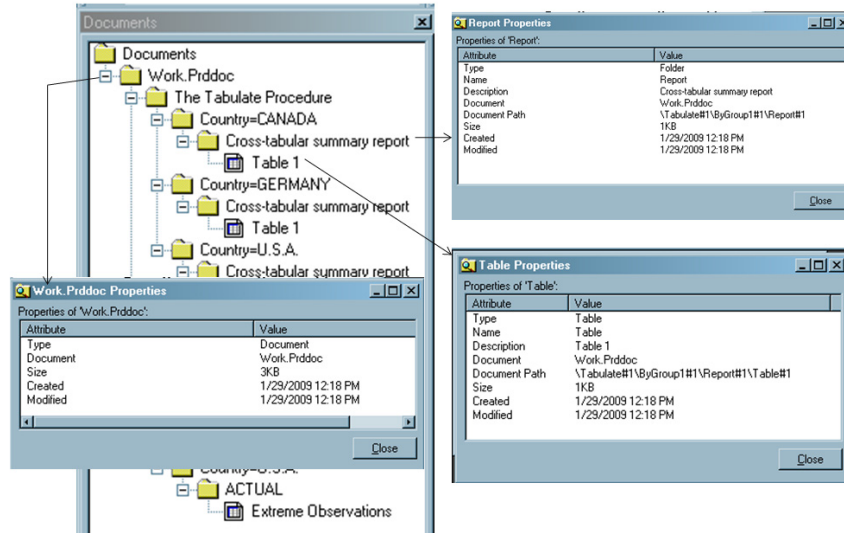 Documents
Documents
Work.Prddoc
The Tabulate Procedure
Country=CANADA
Cross-tabular summary report
Table 1
Country=GERMANY
Cross-tabular summary report
Table 1
Country=U.S.A.
Cross-tabular summary report
Country=U.S.A.
ACTUAL
Extreme Observations
Work.Prddoc Properties
Properties of 'Work.Prddoc':
Attribute Value
Type Document
Document Work.Prddoc
Size 3KB
Created 1/29/2009 12:18 PM
Modified 1/29/2009 12:18 PM
Close
Report Properties
Properties of 'Report':
Attribute Value
Type Folder
Name Report
Description Cross-tabular summary report
Document Work.Prddoc
Document Path \Tabulate#1\ByGroup1#1\Report#1
Size 1KB
Created 1/29/2009 12:18 PM
Modified 1/29/2009 12:18 PM
Close
Table Properties
Properties of 'Table':
Attribute Value
Type Table
Name Table
Description Table 1
Document Work.Prddoc
Document Path \Tabulate#1\ByGroup1#1\Report#1\Table#1
Size 1KB
Created 1/29/2009 12:18 PM
Modified 1/29/2009 12:18 PM
Close